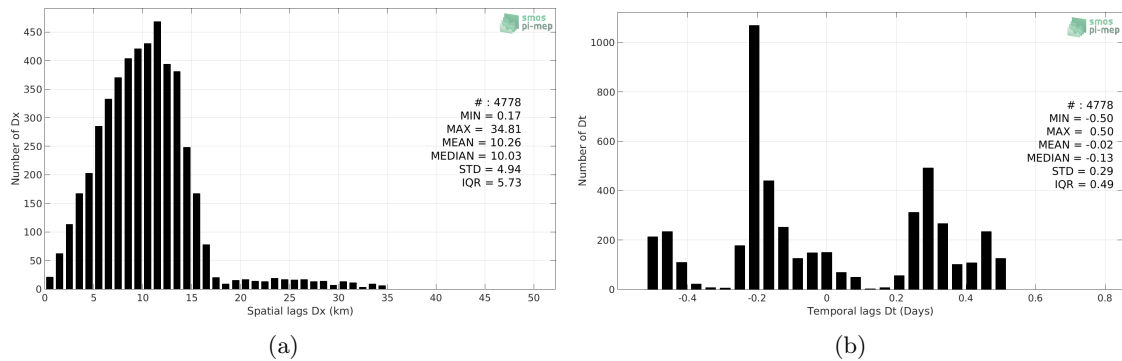 smos
pi-mep
450
400
350
300
250
200
150
100
50
0
Number of Dx
# : 4778
MIN = 0.17
MAX = 34.81
MEAN = 10.26
MEDIAN = 10.03
STD = 4.94
IQR = 5.73
0 5 10 15 20 25 30 35 40 45 50
Spatial lags Dx (km)
(a)
smos
pi-mep
1000
800
600
400
200
0
Number of Dt
# : 4778
MIN = -0.50
MAX = 0.50
MEAN = -0.02
MEDIAN = -0.13
STD = 0.29
IQR = 0.49
-0.4 -0.2 0 0.2 0.4 0.6 0.8
Temporal lags Dt (Days)
(b)